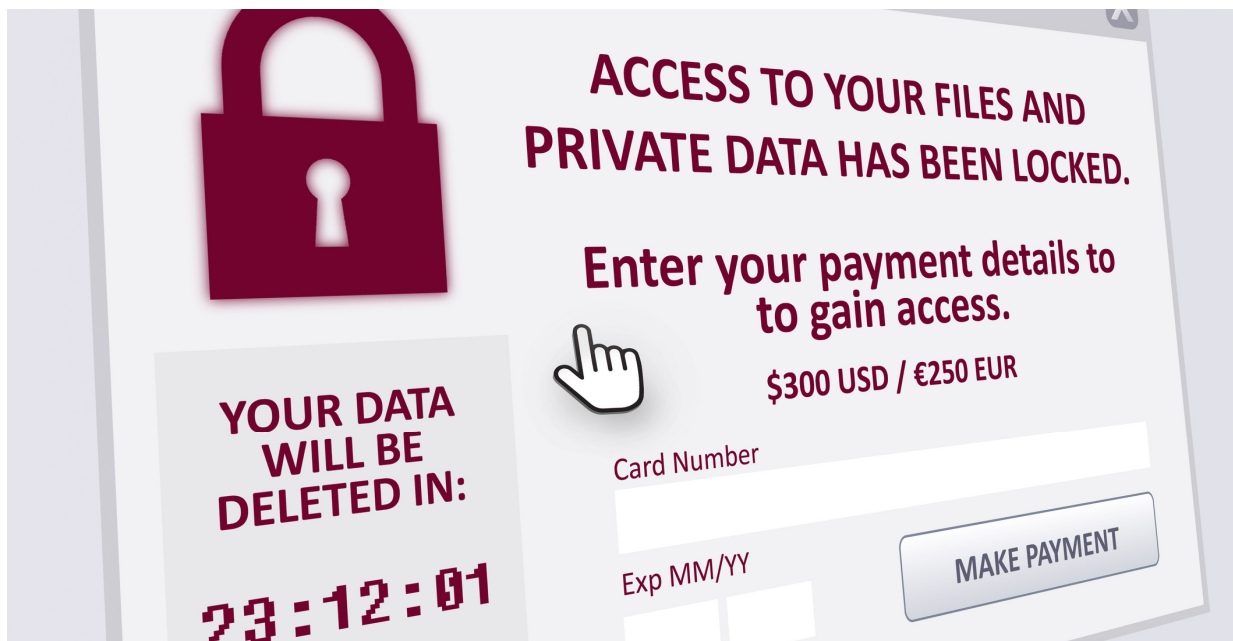 ACCESS TO YOUR FILES AND
PRIVATE DATA HAS BEEN LOCKED.
Enter your payment details to
to gain access.
$300 USD / €250 EUR
YOUR DATA
WILL BE
DELETED IN:
23:12:01
Card Number
Exp MM/YY
MAKE PAYMENT